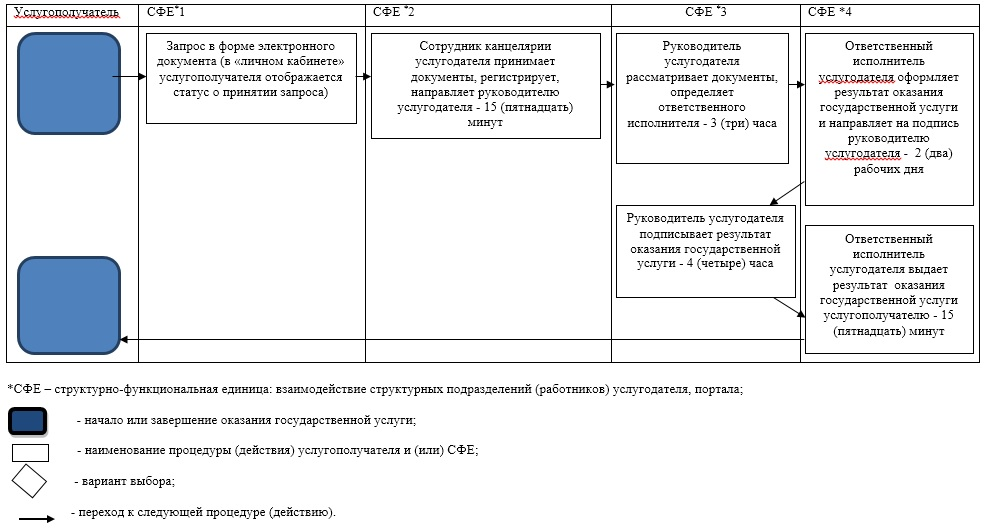 Услугополучатель
СФЕ*1
СФЕ *2
СФЕ *3
СФЕ *4
Запрос в форме электронного
документа (в «личном кабинете»
услугополучателя отображается
статус о принятии запроса)
Сотрудник канцелярии
услугодателя принимает
документы, регистрирует,
направляет руководителю
услугодателя - 15 (пятнадцать)
минут
Руководитель
услугодателя
рассматривает документы,
определяет
ответственного
исполнителя - 3 (три) часа
Ответственный
исполнитель
услугодателя оформляет
результат оказания
государственной услуги
и направляет на подпись
руководителю
услугодателя - 2 (два)
рабочих дня
Руководитель услугодателя
подписывает результат
оказания государственной
услуги - 4 (четыре) часа
Ответственный
исполнитель
услугодателя выдает
результат оказания
государственной услуги
услугополучателю - 15
(пятнадцать) минут
*СФЕ – структурно-функциональная единица: взаимодействие структурных подразделений (работников) услугодателя, портала;
- начало или завершение оказания государственной услуги;
- наименование процедуры (действия) услугополучателя и (или) СФЕ;
- вариант выбора;
- переход к следующей процедуре (действию).